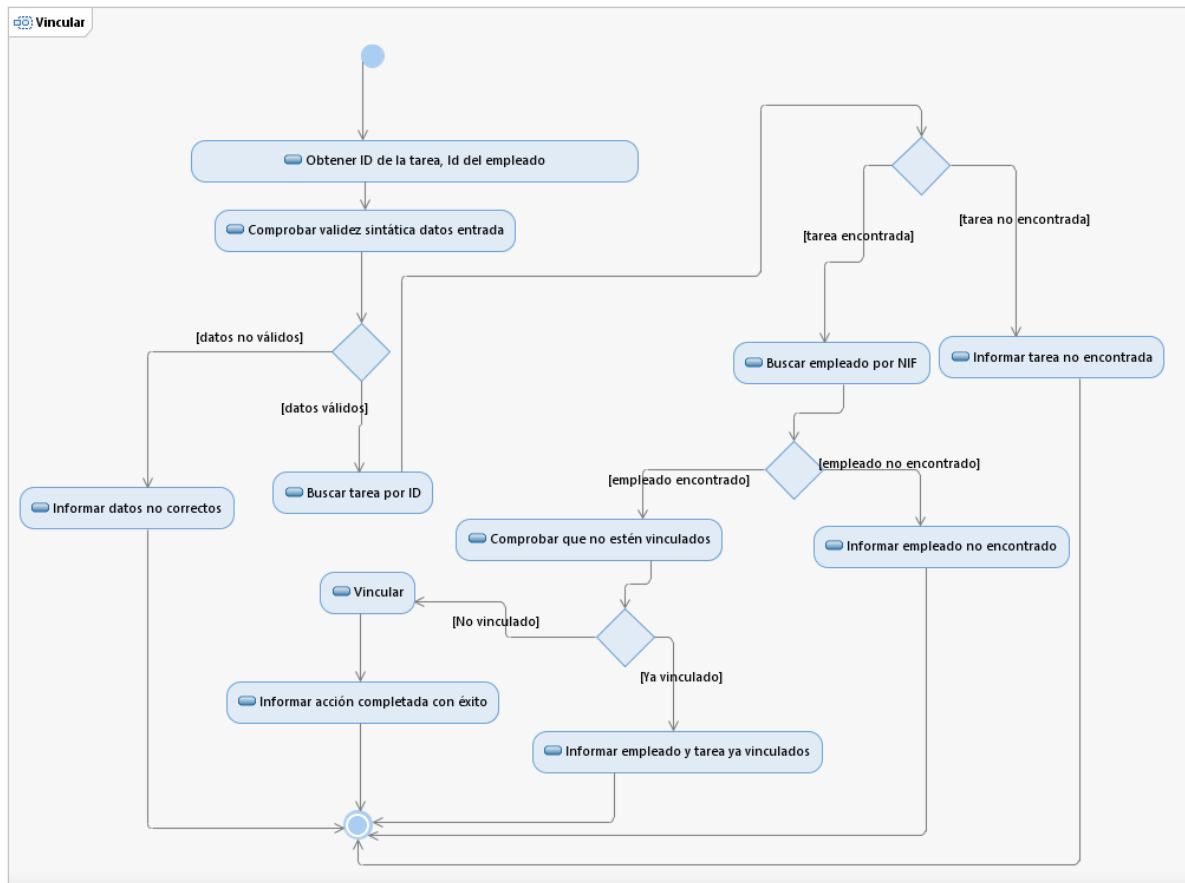 Vincular
Obtener ID de la tarea, Id del empleado
Comprobar validez sintática datos entrada
[datos no válidos]
[datos válidos]
Informar datos no correctos
Buscar tarea por ID
[tarea encontrada]
[tarea no encontrada]
Buscar empleado por NIF
Informar tarea no encontrada
[empleado encontrado]
[empleado no encontrado]
Comprobar que no estén vinculados
Informar empleado no encontrado
Vincular
[No vinculado]
[Ya vinculado]
Informar acción completada con éxito
Informar empleado y tarea ya vinculados